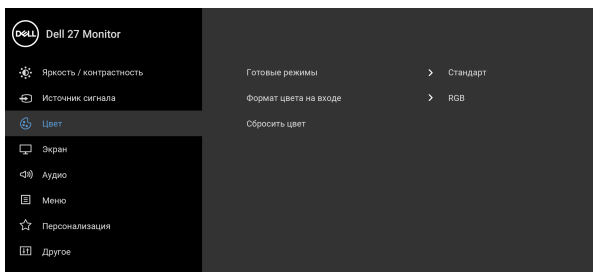 DELL Dell 27 Monitor
Яркость / контрастность
Готовые режимы > Стандарт
Источник сигнала
Формат цвета на входе > RGB
Цвет
Сбросить цвет
Экран
Аудио
Меню
Персонализация
Другое